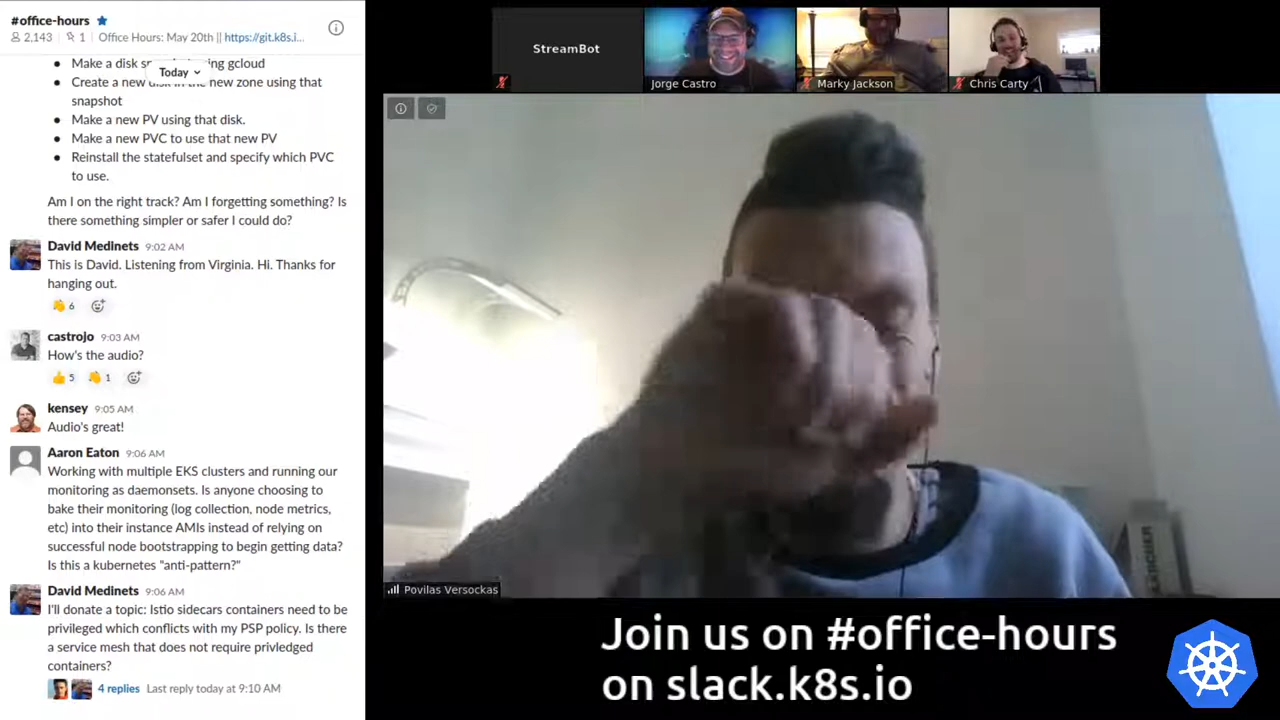 #office-hours
2,143 1 Office Hours: May 20th || https://git.k8s.i...
Make a disk gcloud
Today
Create a new disk in the new zone using that
snapshot
Make a new PV using that disk.
Make a new PVC to use that new PV
Reinstall the statefulset and specify which PVC
to use.
Am I on the right track? Am I forgetting something? Is
there something simpler or safer I could do?
David Medinets 9:02 AM
This is David. Listening from Virginia. Hi. Thanks for
hanging out.
6
castrojo 9:03 AM
How's the audio?
5 1
kensey 9:05 AM
Audio's great!
Aaron Eaton 9:06 AM
Working with multiple EKS clusters and running our
monitoring as daemonsets. Is anyone choosing to
bake their monitoring (log collection, node metrics,
etc) into their instance AMIs instead of relying on
successful node bootstrapping to begin getting data?
Is this a kubernetes "anti-pattern?"
David Medinets 9:06 AM
I'll donate a topic: Istio sidecars containers need to be
privileged which conflicts with my PSP policy. Is there
a service mesh that does not require privledged
containers?
4 replies Last reply today at 9:10 AM
StreamBot
Jorge Castro
Marky Jackson
Chris Carty
Povilas Versockas
Join us on #office-hours
on slack.k8s.io